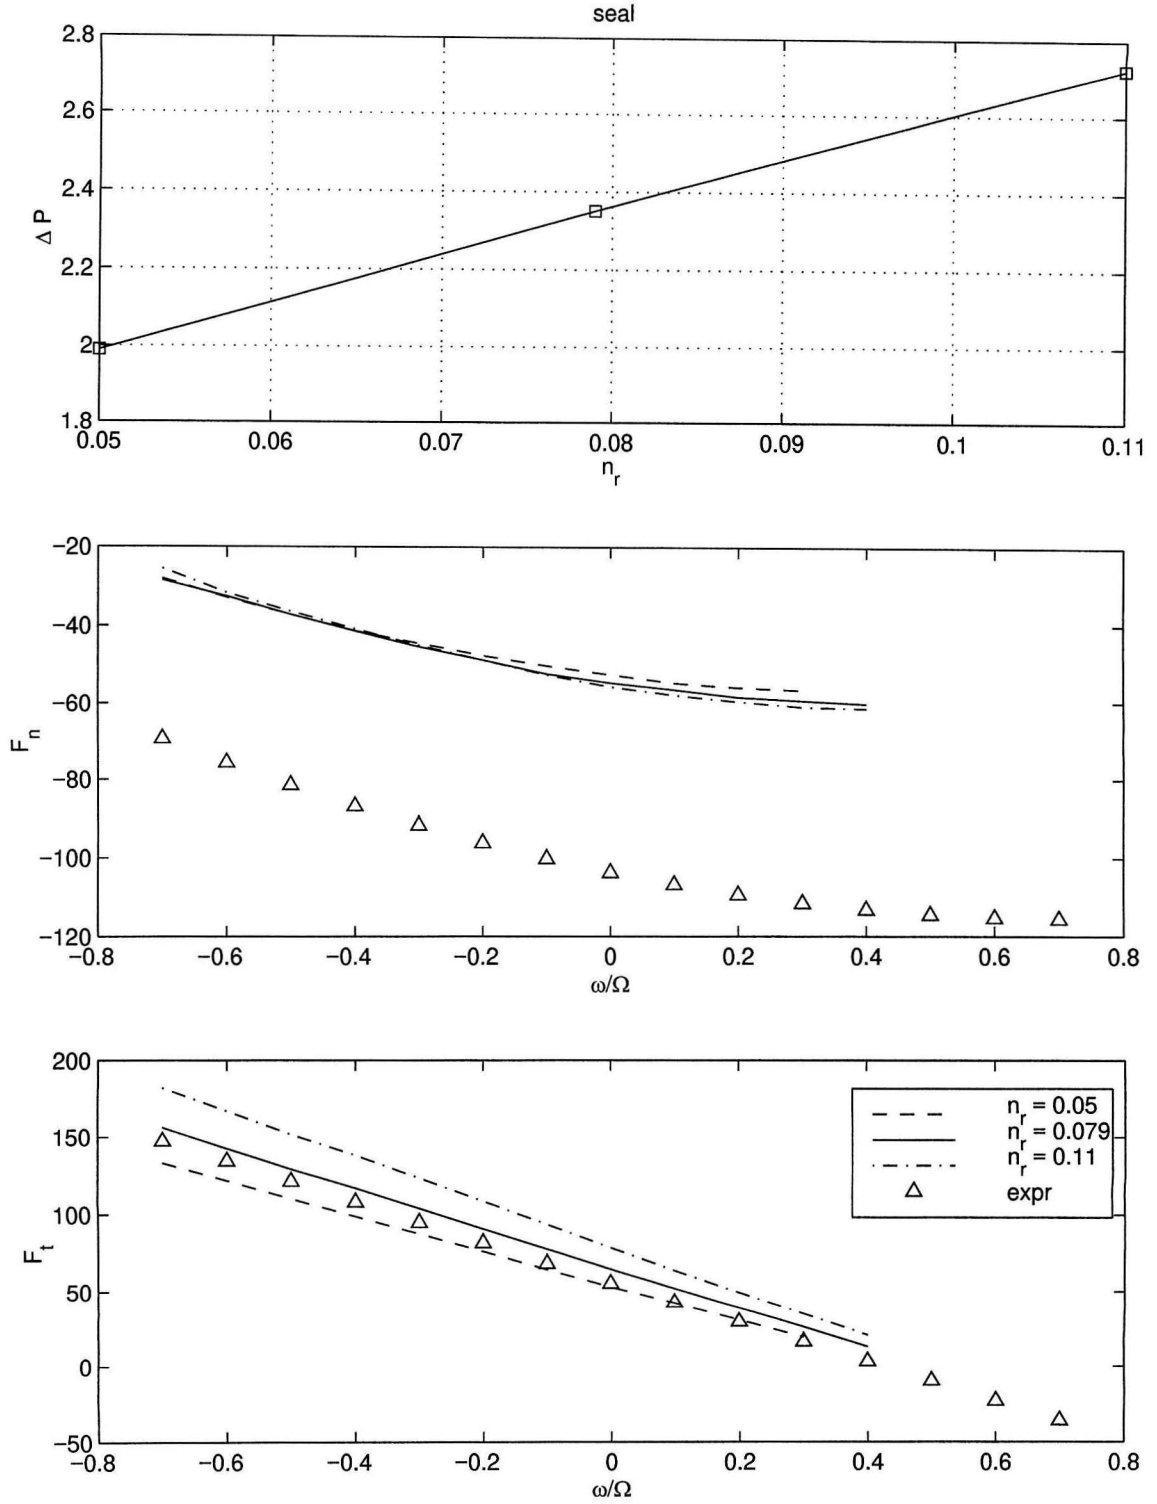 seal
2.8
2.6
2.4
2.2
2
1.8
Δ P
0.05 0.06 0.07 0.08 0.09 0.1 0.11
n_r
−20
−40
−60
−80
−100
−120
F_n
−0.8 −0.6 −0.4 −0.2 0 0.2 0.4 0.6 0.8
ω/Ω
200
150
100
50
0
−50
F_t
n_r = 0.05
n_r = 0.079
n_r = 0.11
expr
−0.8 −0.6 −0.4 −0.2 0 0.2 0.4 0.6 0.8
ω/Ω